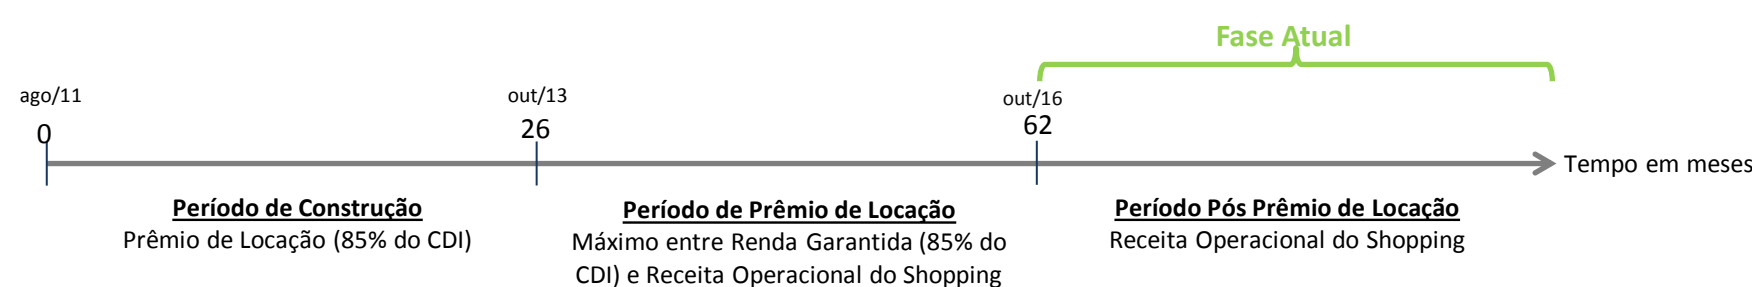 Fase Atual
ago/11
out/13
out/16
0
26
62
Tempo em meses
Período de Construção
Prêmio de Locação (85% do CDI)
Período de Prêmio de Locação
Máximo entre Renda Garantida (85% do
CDI) e Receita Operacional do Shopping
Período Pós Prêmio de Locação
Receita Operacional do Shopping